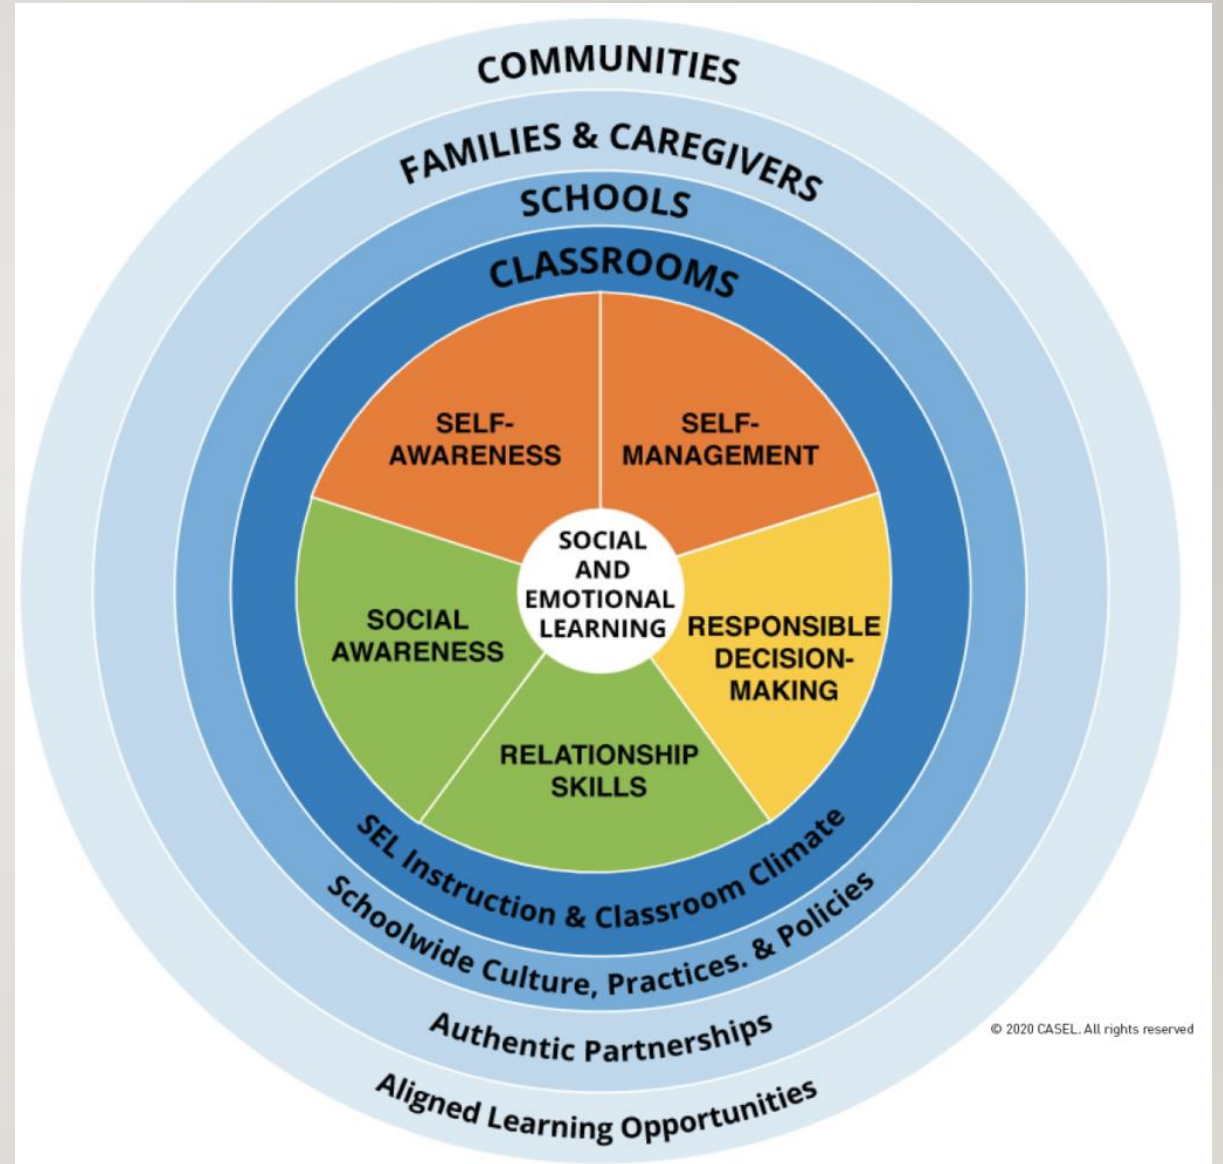 COMMUNITIES
FAMILIES & CAREGIVERS
SCHOOLS
CLASSROOMS
SELF-
AWARENESS
SELF-
MANAGEMENT
SOCIAL
AND
EMOTIONAL
LEARNING
SOCIAL
AWARENESS
RESPONSIBLE
DECISION-
MAKING
RELATIONSHIP
SKILLS
SEL Instruction & Classroom Climate
Schoolwide Culture, Practices. & Policies
Authentic Partnerships
Aligned Learning Opportunities
© 2020 CASEL. All rights reserved